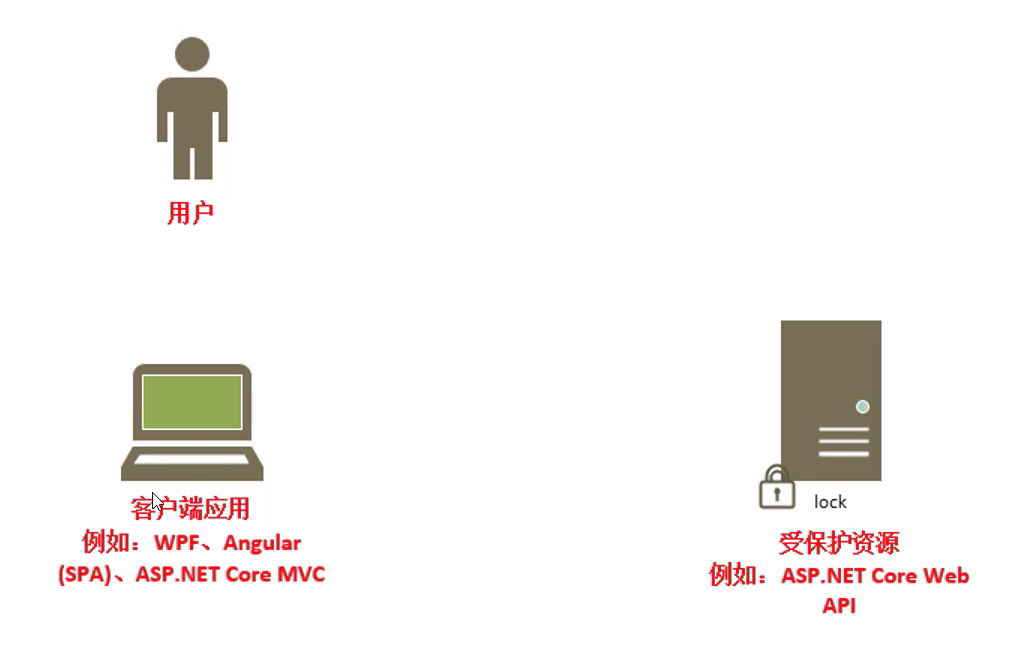 用户
客户端应用
例如：WPF、Angular
(SPA)、ASP.NET Core MVC
lock
受保护资源
例如：ASP.NET Core Web
API